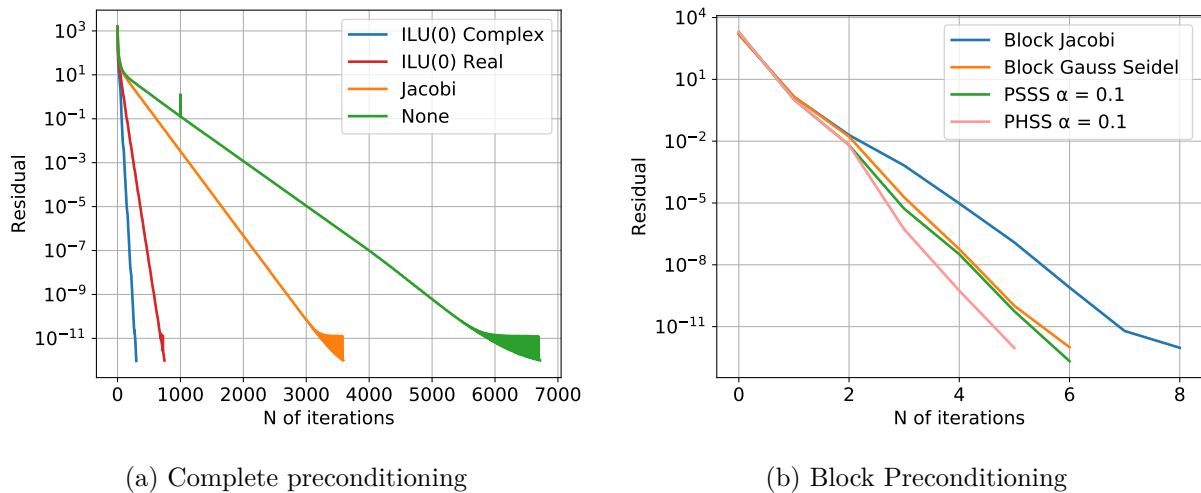 10^3
10^1
10^−1
10^−3
10^−5
10^−7
10^−9
10^−11
Residual
0 1000 2000 3000 4000 5000 6000 7000
N of iterations
ILU(0) Complex
ILU(0) Real
Jacobi
None
(a) Complete preconditioning
10^4
10^1
10^−2
10^−5
10^−8
10^−11
Residual
0 2 4 6 8
N of iterations
Block Jacobi
Block Gauss Seidel
PSSS α = 0.1
PHSS α = 0.1
(b) Block Preconditioning